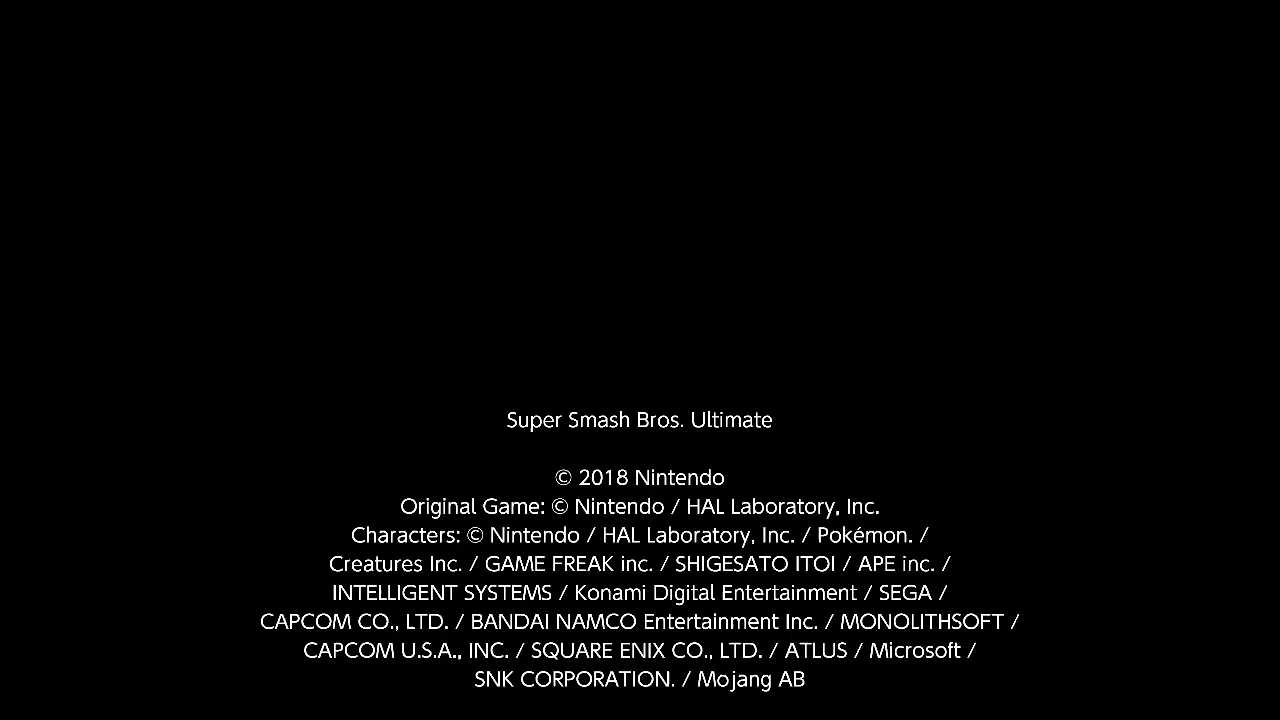 Super Smash Bros. Ultimate
© 2018 Nintendo
Original Game: © Nintendo / HAL Laboratory, Inc.
Characters: © Nintendo / HAL Laboratory, Inc. / Pokémon. /
Creatures Inc. / GAME FREAK inc. / SHIGESATO ITOI / APE inc. /
INTELLIGENT SYSTEMS / Konami Digital Entertainment / SEGA /
CAPCOM CO., LTD. / BANDAI NAMCO Entertainment Inc. / MONOLITHSOFT /
CAPCOM U.S.A., INC. / SQUARE ENIX CO., LTD. / ATLUS / Microsoft /
SNK CORPORATION. / Mojang AB